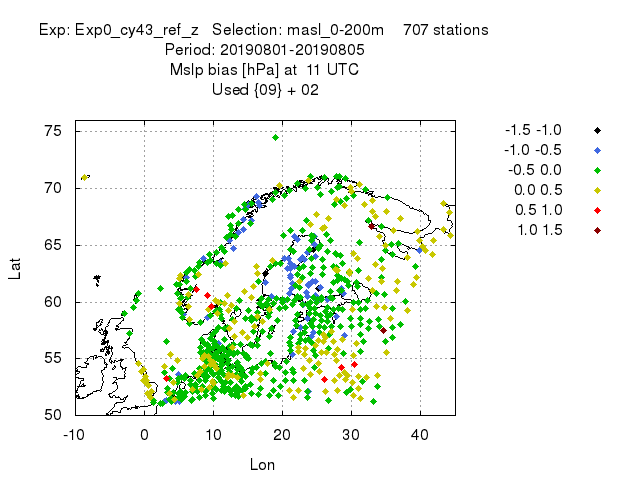 Exp: Exp0_cy43_ref_z   Selection: masl_0-200m    707 stations
Period: 20190801-20190805
Mslp bias [hPa] at  11 UTC
Used {09} + 02
-1.5 -1.0
-1.0 -0.5
-0.5 0.0
0.0 0.5
0.5 1.0
1.0 1.5
75
70
65
60
55
50
Lat
-10 0 10 20 30 40
Lon